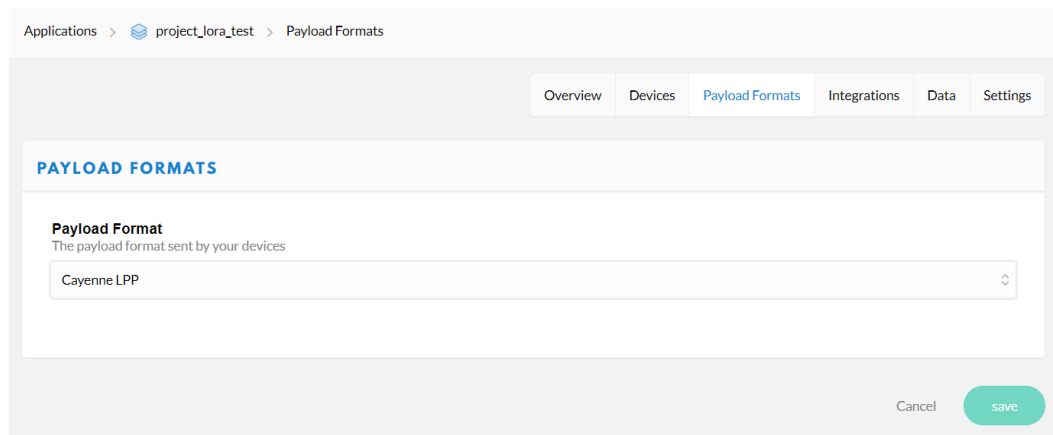 Applications > project_lora_test > Payload Formats
Overview Devices Payload Formats Integrations Data Settings
PAYLOAD FORMATS
Payload Format
The payload format sent by your devices
Cayenne LPP
Cancel save